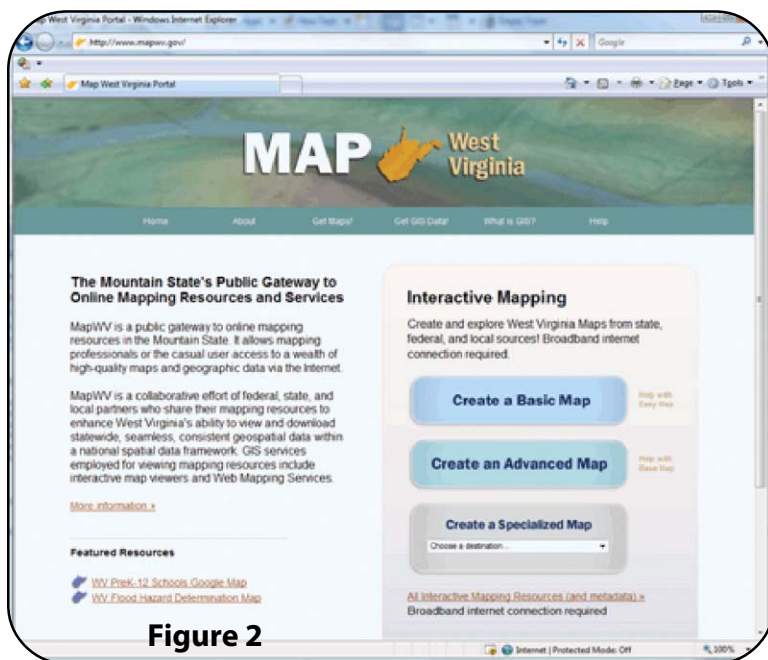 p West Virginia Portal - Windows Internet Explorer
http://www.mapwv.gov/
Google
Map West Virginia Portal
Page
Tools
MAP
West
Virginia
Home About Get Maps! Get GIS Data! What is GIS? Help
The Mountain State's Public Gateway to
Online Mapping Resources and Services
MapWV is a public gateway to online mapping
resources in the Mountain State. It allows mapping
professionals or the casual user access to a wealth of
high-quality maps and geographic data via the Internet.
MapWV is a collaborative effort of federal, state, and
local partners who share their mapping resources to
enhance West Virginia's ability to view and download
statewide, seamless, consistent geospatial data within
a national spatial data framework. GIS services
employed for viewing mapping resources include
interactive map viewers and Web Mapping Services.
More information »
Featured Resources
WV PreK-12 Schools Google Map
WV Flood Hazard Determination Map
Interactive Mapping
Create and explore West Virginia Maps from state,
federal, and local sources! Broadband internet
connection required.
Create a Basic Map
Help with
Easy Map
Create an Advanced Map
Help with
Base Map
Create a Specialized Map
Choose a destination...
All Interactive Mapping Resources (and metadata) »
Broadband internet connection required
Figure 2
Internet | Protected Mode: Off
100%